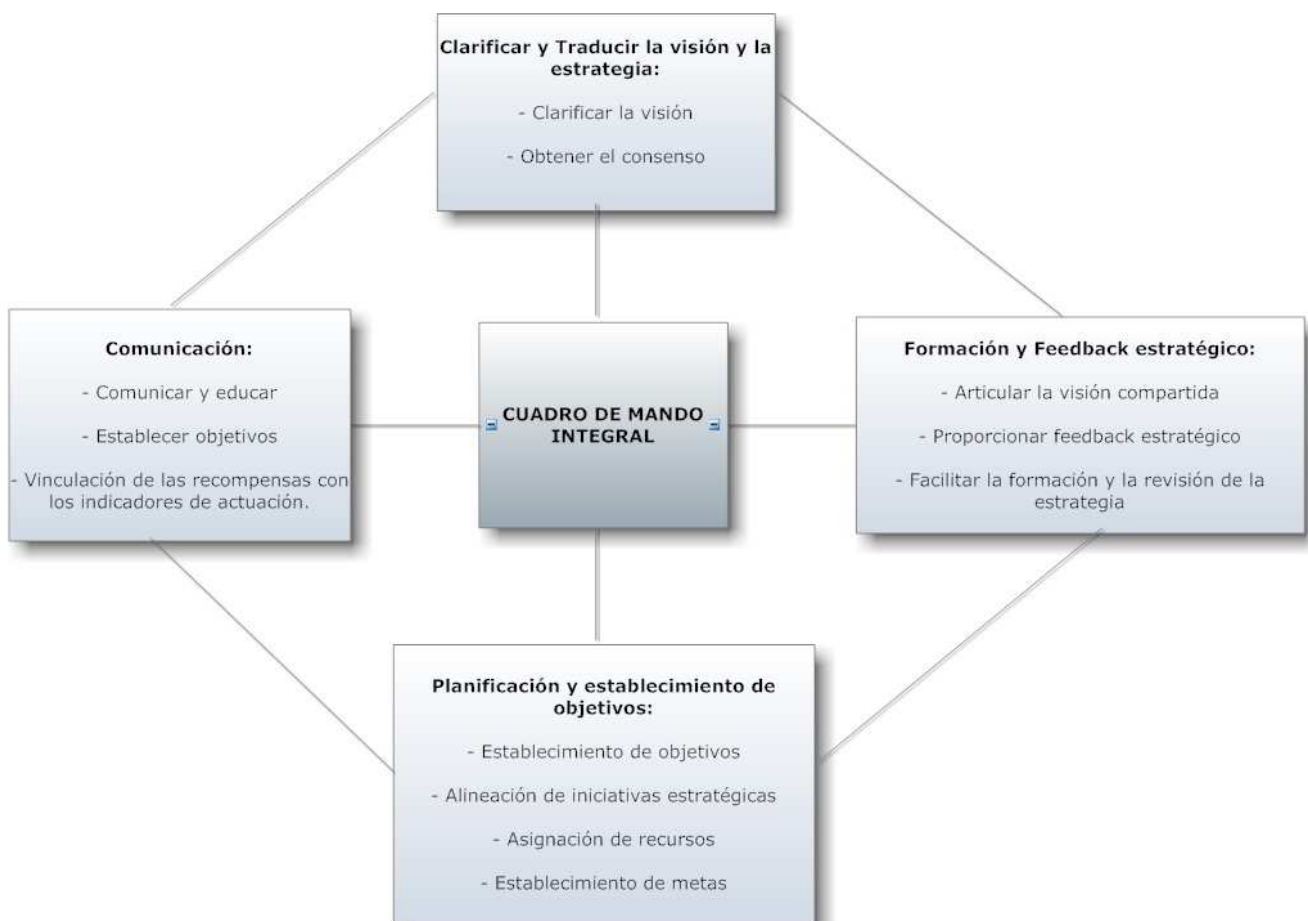 Clarificar y Traducir la visión y la
estrategia:
- Clarificar la visión
- Obtener el consenso
Comunicación:
- Comunicar y educar
- Establecer objetivos
- Vinculación de las recompensas con
los indicadores de actuación.
CUADRO DE MANDO
INTEGRAL
Formación y Feedback estratégico:
- Articular la visión compartida
- Proporcionar feedback estratégico
- Facilitar la formación y la revisión de la
estrategia
Planificación y establecimiento de
objetivos:
- Establecimiento de objetivos
- Alineación de iniciativas estratégicas
- Asignación de recursos
- Establecimiento de metas